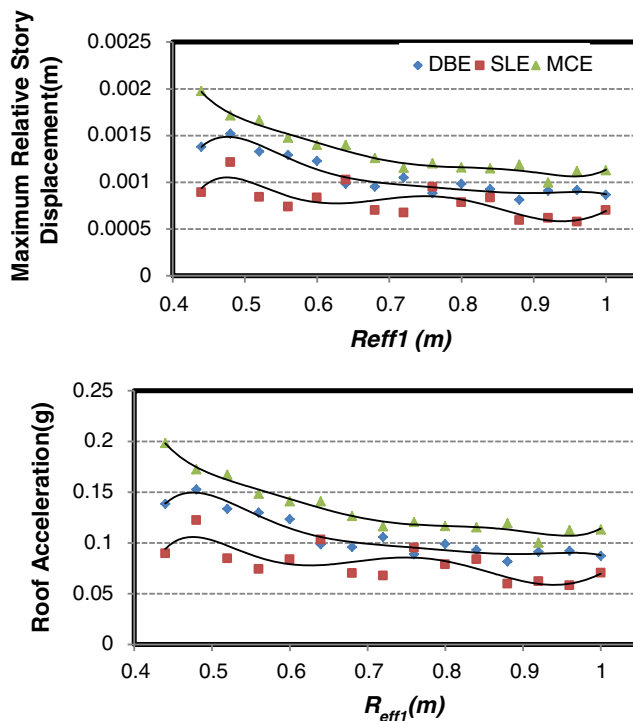 Maximum Relative Story
Displacement(m)
0.0025
0.002
0.0015
0.001
0.0005
0
DBE SLE MCE
0.4 0.5 0.6 0.7 0.8 0.9 1
Reff1 (m)
Roof Acceleration(g)
0.25
0.2
0.15
0.1
0.05
0
0.4 0.5 0.6 0.7 0.8 0.9 1
Reff1(m)